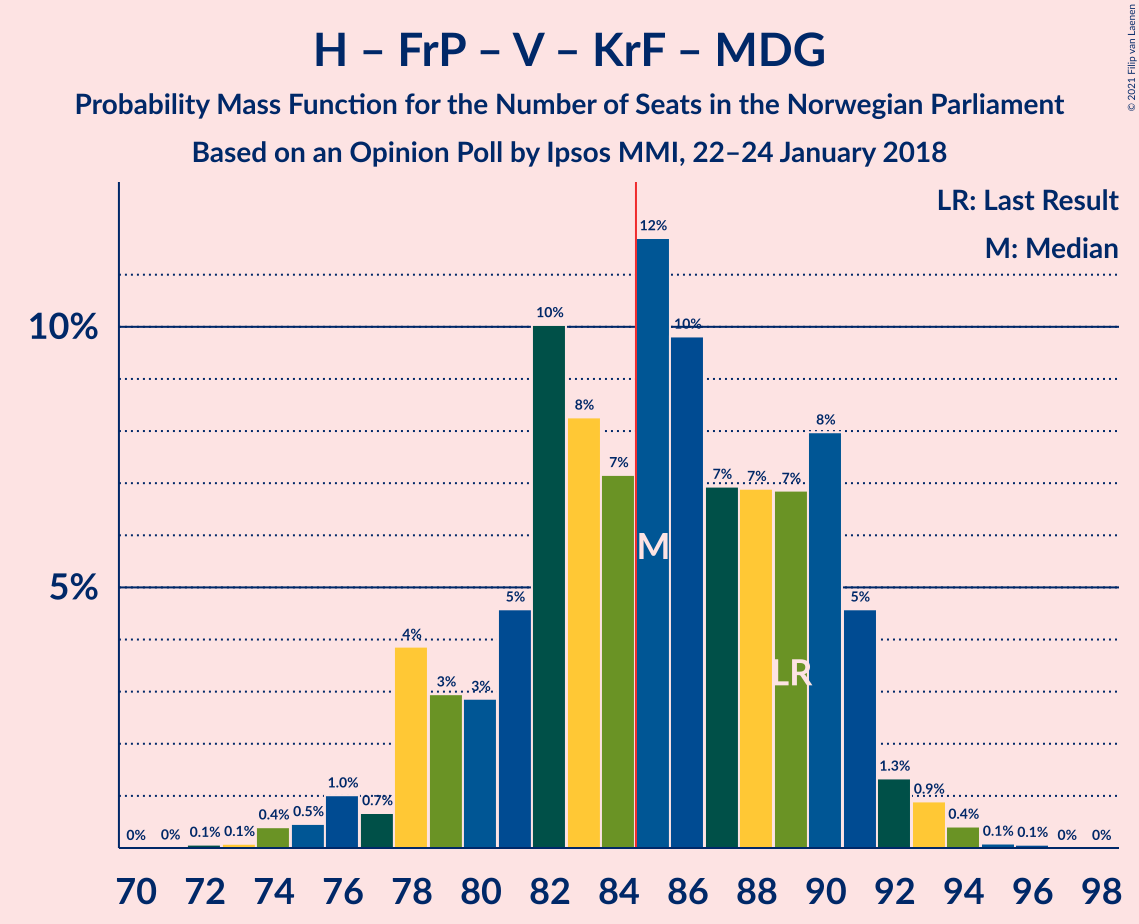 H – FrP – V – KrF – MDG
Probability Mass Function for the Number of Seats in the Norwegian Parliament
Based on an Opinion Poll by Ipsos MMI, 22–24 January 2018
© 2021 Filip van Laenen
LR: Last Result
M: Median
10%
5%
0% 0% 0.1% 0.1% 0.4% 0.5% 1.0% 0.7% 4% 3% 3% 5% 10% 8% 7% 12% 10% 7% 7% 7% 8% 5% 1.3% 0.9% 0.4% 0.1% 0.1% 0% 0%
M
LR
70 72 74 76 78 80 82 84 86 88 90 92 94 96 98